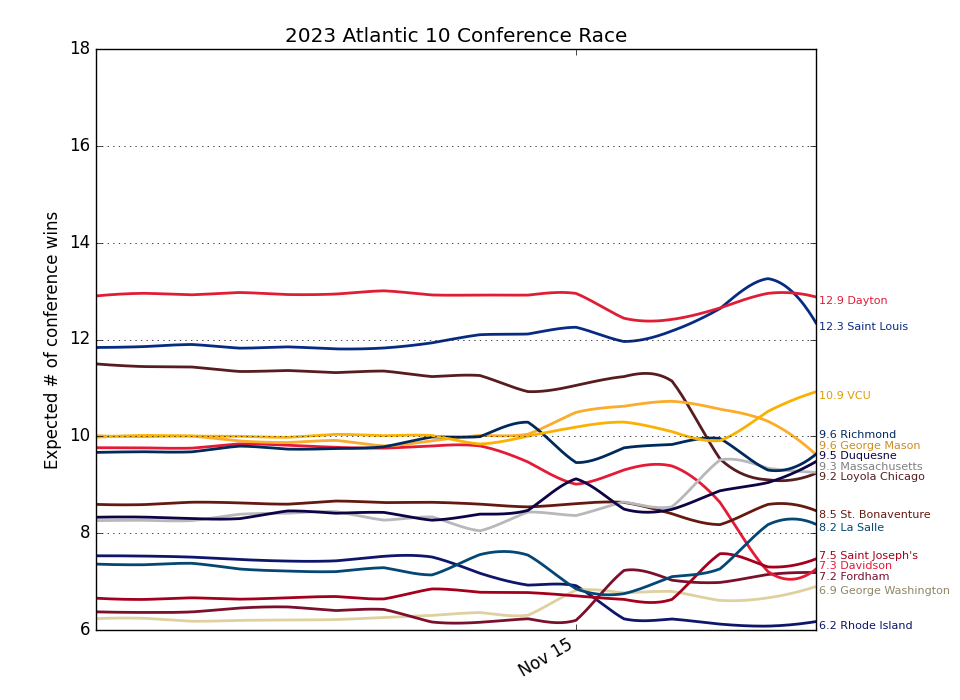 2023 Atlantic 10 Conference Race
Expected # of conference wins
18
16
14
12
10
8
6
Nov 15
12.9 Dayton
12.3 Saint Louis
10.9 VCU
9.6 Richmond
9.6 George Mason
9.5 Duquesne
9.3 Massachusetts
9.2 Loyola Chicago
8.5 St. Bonaventure
8.2 La Salle
7.5 Saint Joseph's
7.3 Davidson
7.2 Fordham
6.9 George Washington
6.2 Rhode Island